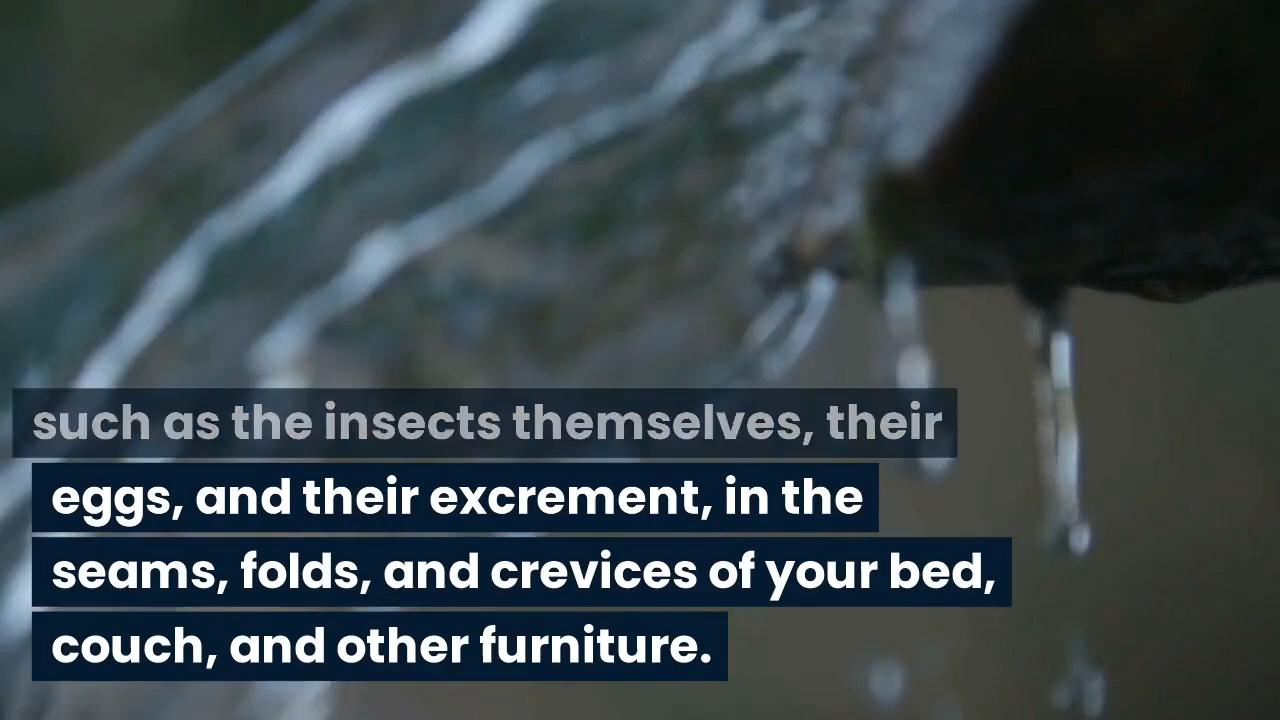 such as the insects themselves, their
eggs, and their excrement, in the
seams, folds, and crevices of your bed,
couch, and other furniture.